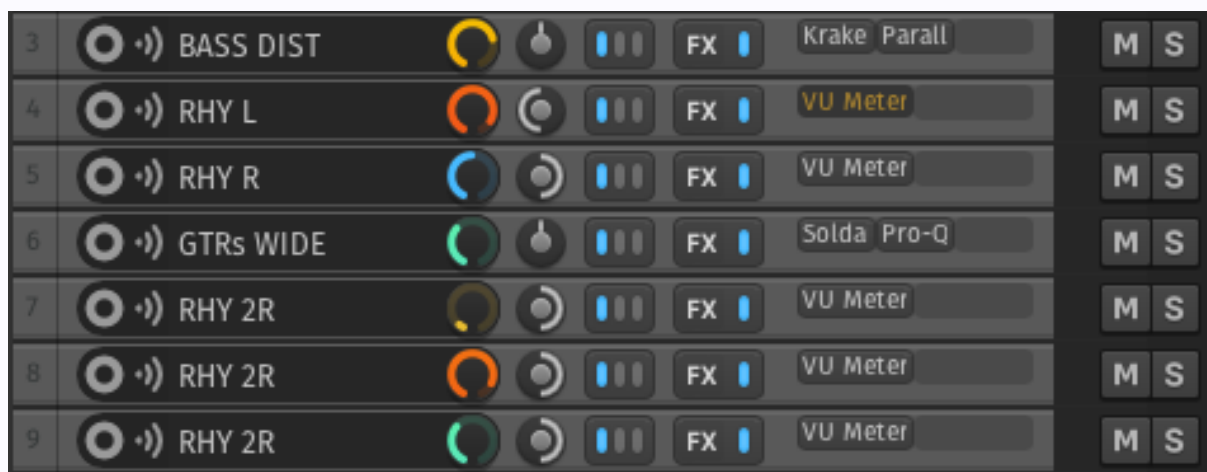 3 BASS DIST FX Krake Parall M S
4 RHY L FX VU Meter M S
5 RHY R FX VU Meter M S
6 GTRs WIDE FX Solda Pro-Q M S
7 RHY 2R FX VU Meter M S
8 RHY 2R FX VU Meter M S
9 RHY 2R FX VU Meter M S